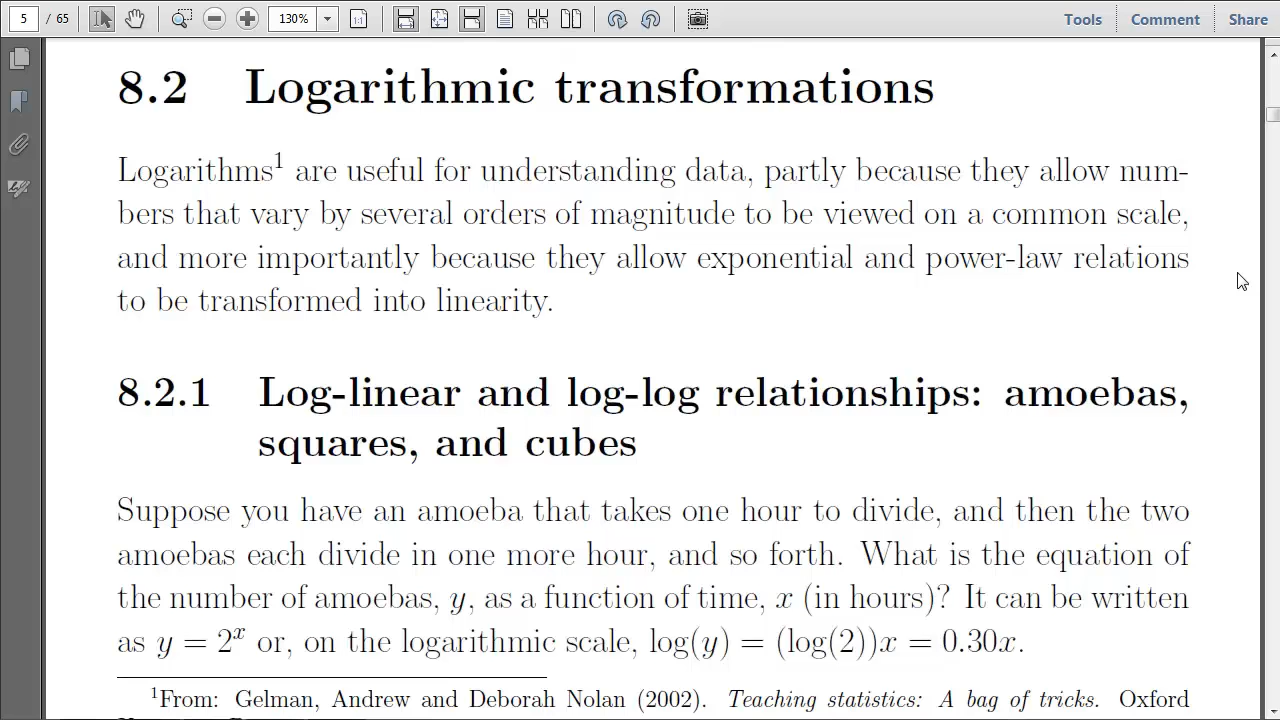 5 / 65 130% Tools Comment Share
8.2 Logarithmic transformations
Logarithms¹ are useful for understanding data, partly because they allow num-
bers that vary by several orders of magnitude to be viewed on a common scale,
and more importantly because they allow exponential and power-law relations
to be transformed into linearity.
8.2.1 Log-linear and log-log relationships: amoebas,
squares, and cubes
Suppose you have an amoeba that takes one hour to divide, and then the two
amoebas each divide in one more hour, and so forth. What is the equation of
the number of amoebas, y, as a function of time, x (in hours)? It can be written
as y = 2ˣ or, on the logarithmic scale, log(y) = (log(2))x = 0.30x.
¹From: Gelman, Andrew and Deborah Nolan (2002). Teaching statistics: A bag of tricks. Oxford